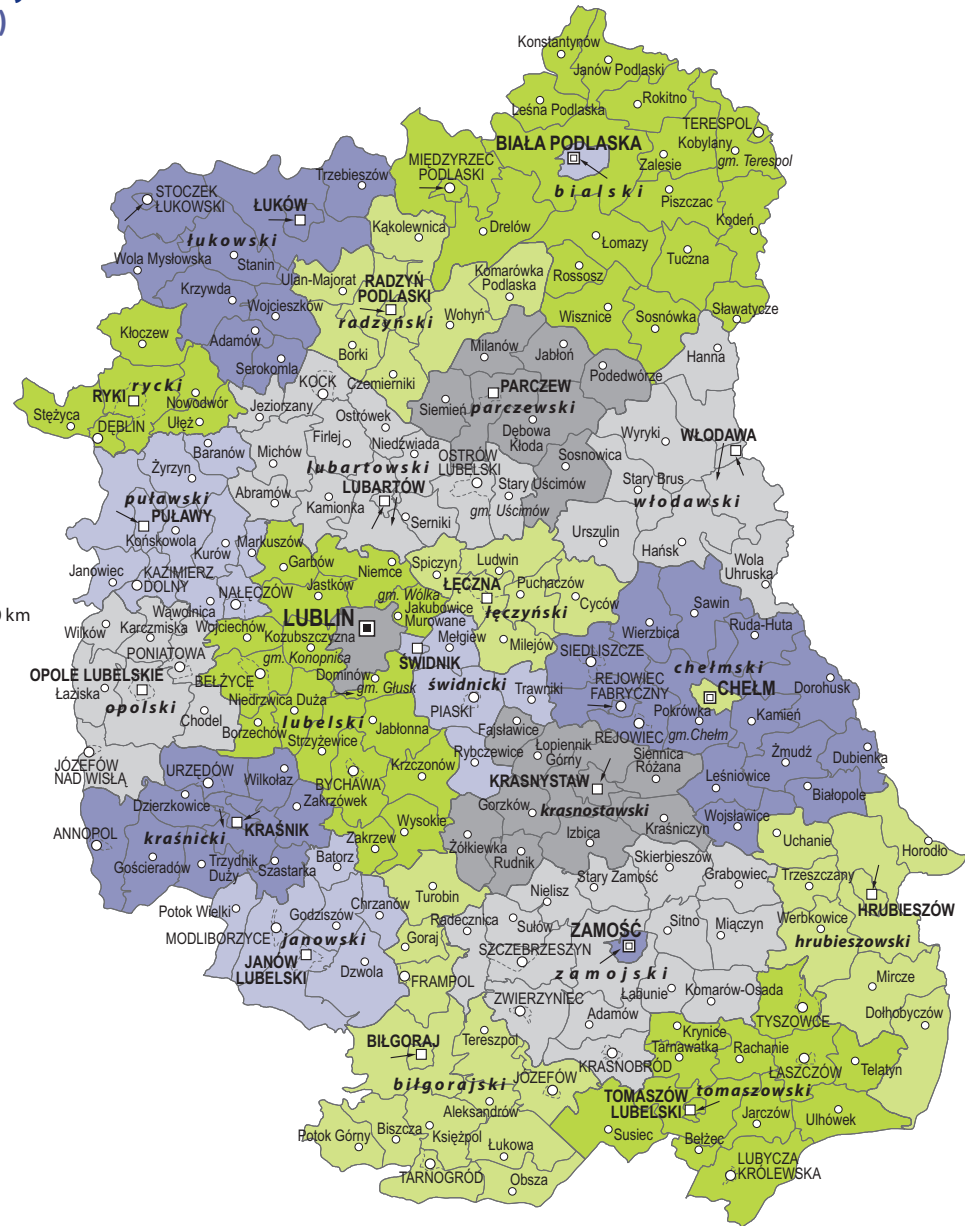 )
km
Konstantynów
Janów Podlaski
Leśna Podlaska
Rokitno
TERESPOL
BIAŁA PODLASKA
Kobylany
gm. Terespol
MIĘDZYRZEC
PODLASKI
Zalesie
bialski
Piszczac
Trzebieszów
STOCZEK
ŁUKOWSKI
ŁUKÓW
Kodeń
Drelów
Kąkolewnica
łukowski
Łomazy
Tuczna
Wola Mysłowska
Stanin
Rossosz
Ulan-Majorat
RADZYŃ
PODLASKI
Komarówka
Podlaska
Krzywda
Wojcieszków
radzyński
Wohyń
Wisznice
Sosnówka
Sławatycze
Kłoczew
Adamów
Borki
Milanów
Jabłoń
Hanna
Serokomla
Czemierniki
Podedwórze
RYKI
rycki
Nowodwór
KOCK
PARCZEW
Jeziorzany
Siemień
parczewski
Stężyca
DĘBLIN
Ułęż
Ostrówek
Dębowa
Kłoda
Wyryki
WŁODAWA
Baranów
Firlej
Niedźwiada
Michów
OSTRÓW
LUBELSKI
Sosnowica
Żyrzyn
lubartowski
Stary Brus
puławski
Abramów
LUBARTÓW
Stary Uścimów
gm. Uścimów
włodawski
PUŁAWY
Kamionka
Serniki
Końskowola
Urszulin
Hańsk
Markuszów
Kurów
Garbów
Niemce
Spiczyn
Ludwin
Wola
Uhruska
Janowiec
KAZIMIERZ
DOLNY
Jastków
ŁĘCZNA
Puchaczów
NAŁĘCZÓW
gm. Wólka
łęczyński
Cyców
Sawin
Wąwolnica
LUBLIN
Jakubowice
Murowane
Wilków
Karczmiska
Wojciechów
Wierzbica
Ruda-Huta
Kozubszczyzna
Mełgiew
PONIATOWA
gm. Konopnica
ŚWIDNIK
Milejów
SIEDLISZCZE
chełmski
OPOLE LUBELSKIE
BEŁŻYCE
Dominów
gm. Głusk
świdnicki
Trawniki
REJOWIEC
FABRYCZNY
CHEŁM
Dorohusk
Łaziska
Niedrzwica Duża
PIASKI
Pokrówka
gm.Chełm
Kamień
opolski
Chodel
lubelski
Borzechów
Jabłonna
Fajsławice
REJOWIEC
Strzyżewice
Rybczewice
Łopiennik
Górny
Siennica
Różana
Żmudź
Dubienka
JÓZEFÓW
NAD WISŁĄ
URZĘDÓW
Wilkołaz
BYCHAWA
Krzczonów
KRASNYSTAW
Leśniowice
Białopole
Dzierzkowice
Zakrzówek
Gorzków
krasnostawski
Wojsławice
ANNOPOL
kraśnicki
KRAŚNIK
Wysokie
Izbica
Kraśniczyn
Uchanie
Horodło
Zakrzew
Żółkiewka
Rudnik
Gościeradów
Trzydnik
Duży
Szastarka
Batorz
Skierbieszów
Trzeszczany
Turobin
Stary Zamość
Grabowiec
Nielisz
HRUBIESZÓW
Potok Wielki
Godziszów
Chrzanów
Radecznica
Sułów
Sitno
Miączyn
Werbkowice
MODLIBORZYCE
janowski
Goraj
SZCZEBRZESZYN
ZAMOŚĆ
hrubieszowski
JANÓW
LUBELSKI
Dzwola
FRAMPOL
zamojski
Mircze
Łabunie
Komarów-Osada
ZWIERZYNIEC
TYSZOWCE
Dołhobyczów
Adamów
Krynice
BIŁGORAJ
Tereszpol
Tarnawatka
Rachanie
KRASNOBRÓD
ŁASZCZÓW
Telatyn
biłgorajski
JÓZEFÓW
TOMASZÓW
LUBELSKI
tomaszowski
Aleksandrów
Jarczów
Ulhówek
Biszcza
Księżpol
Susiec
Potok Górny
Łukowa
Bełżec
TARNOGRÓD
Obsza
LUBYCZA
KRÓLEWSKA